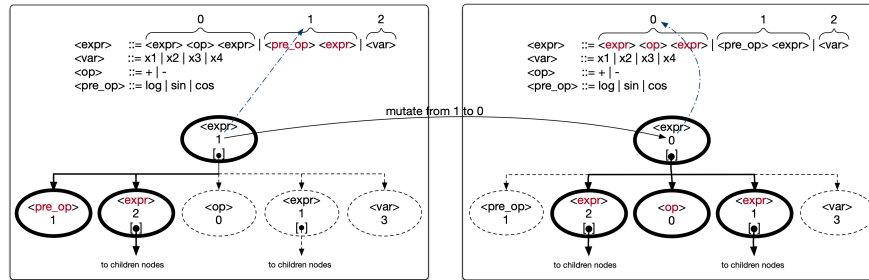 0 1 2
<expr> ::= <expr> <op> <expr> | <pre_op> <expr> | <var>
<var> ::= x1 | x2 | x3 | x4
<op> ::= + | -
<pre_op> ::= log | sin | cos
<expr>
1
[ ]
<pre_op>
1
<expr>
2
[ ]
<op>
0
<expr>
1
[ ]
<var>
3
to children nodes
to children nodes
mutate from 1 to 0
0 1 2
<expr> ::= <expr> <op> <expr> | <pre_op> <expr> | <var>
<var> ::= x1 | x2 | x3 | x4
<op> ::= + | -
<pre_op> ::= log | sin | cos
<expr>
0
[ ]
<pre_op>
1
<expr>
2
[ ]
<op>
0
<expr>
1
[ ]
<var>
3
to children nodes
to children nodes